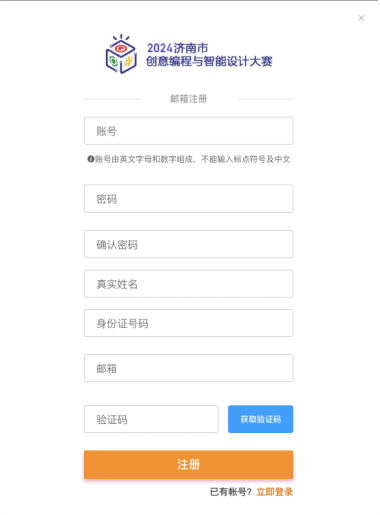 2024济南市
创意编程与智能设计大赛
邮箱注册
账号
账号由英文字母和数字组成，不能输入标点符号及中文
密码
确认密码
真实姓名
身份证号码
邮箱
验证码 获取验证码
注册
已有帐号? 立即登录